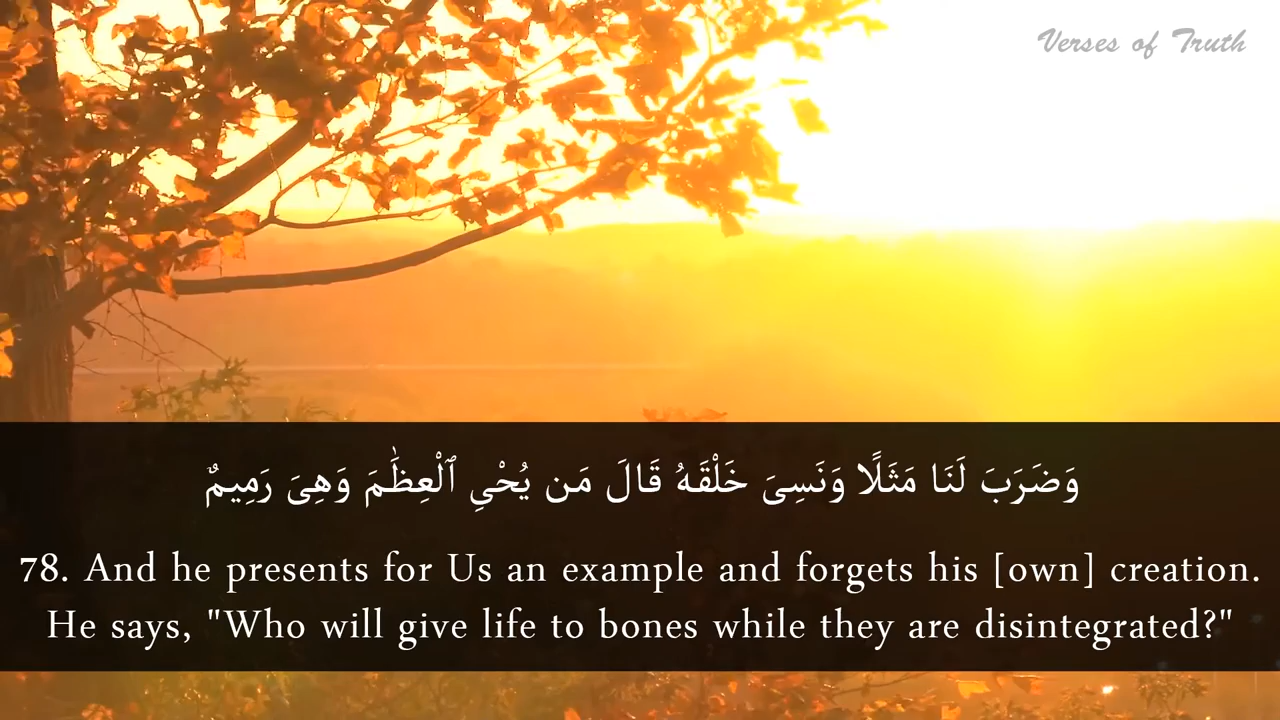 Verses of Truth
وَضَرَبَ لَنَا مَثَلًا وَنَسِىَ خَلْقَهُ قَالَ مَن يُحْىِ ٱلْعِظَٰمَ وَهِىَ رَمِيمٌ
78. And he presents for Us an example and forgets his [own] creation.
He says, "Who will give life to bones while they are disintegrated?"